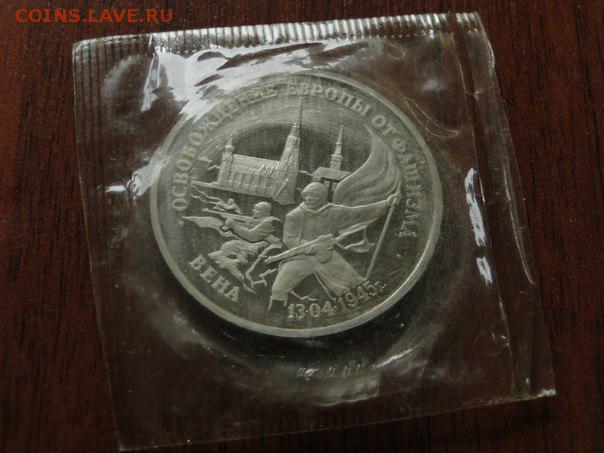 COINS.LAVE.RU
ОСВОБОЖДЕНИЕ ЕВРОПЫ ОТ ФАШИЗМА
ВЕНА
13·04·1945г.